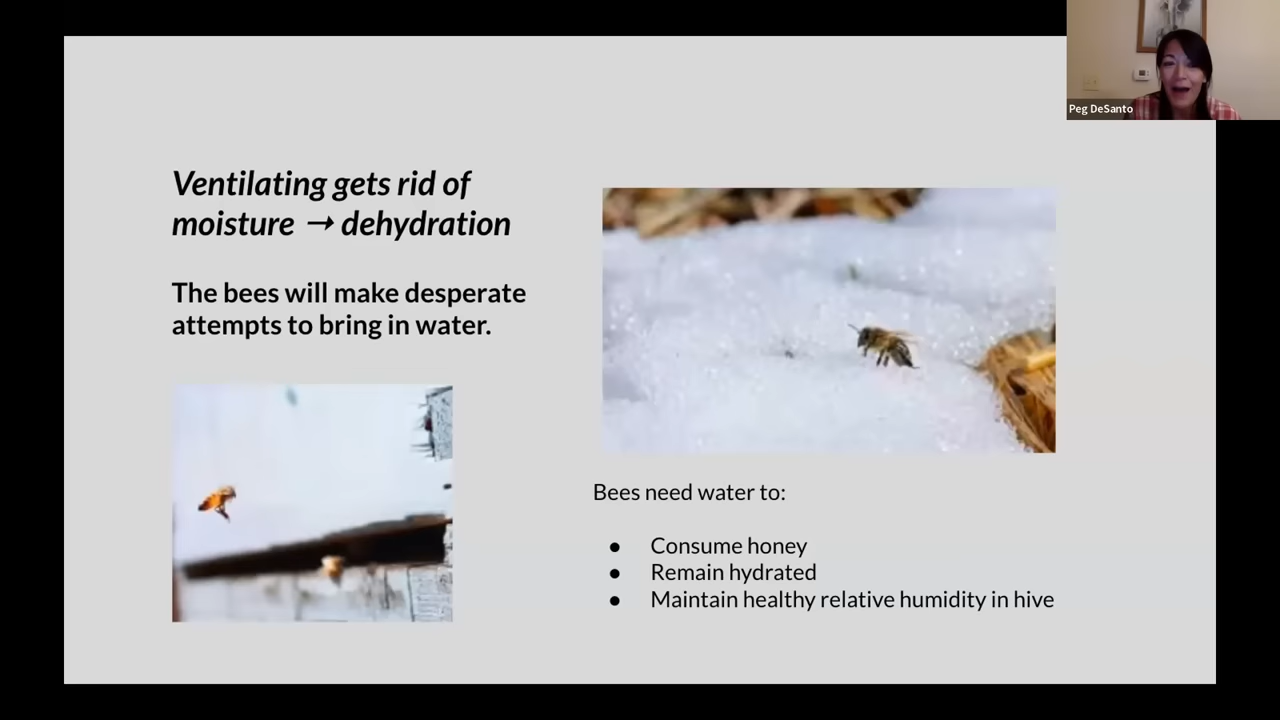 Peg DeSanto
Ventilating gets rid of
moisture → dehydration
The bees will make desperate
attempts to bring in water.
Bees need water to:
● Consume honey
● Remain hydrated
● Maintain healthy relative humidity in hive